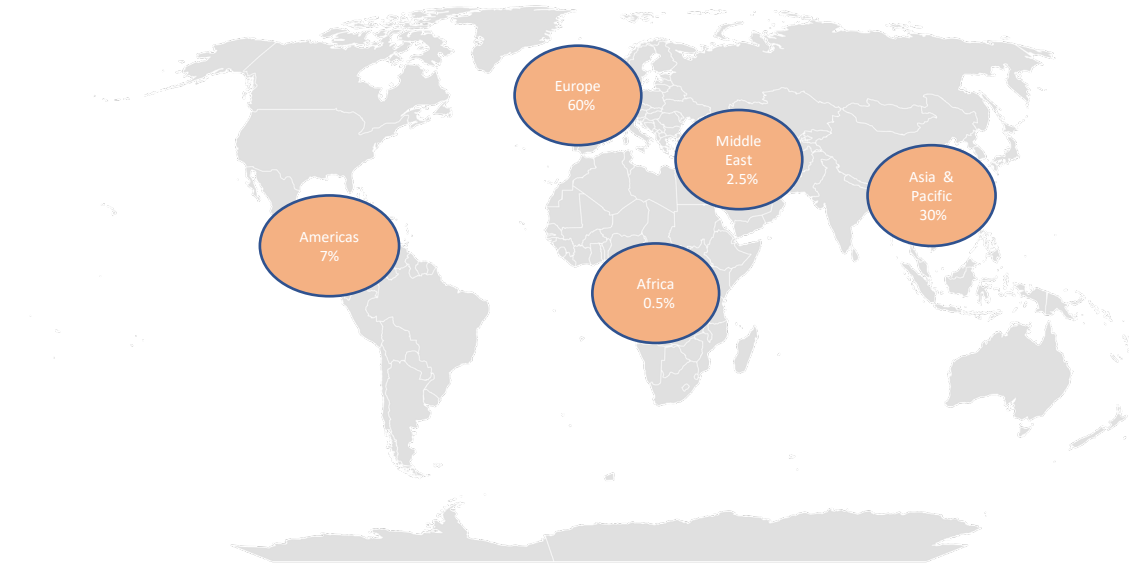 Europe
60%
Middle
East
2.5%
Asia & 
Pacific
30%
Americas
7%
Africa
0.5%